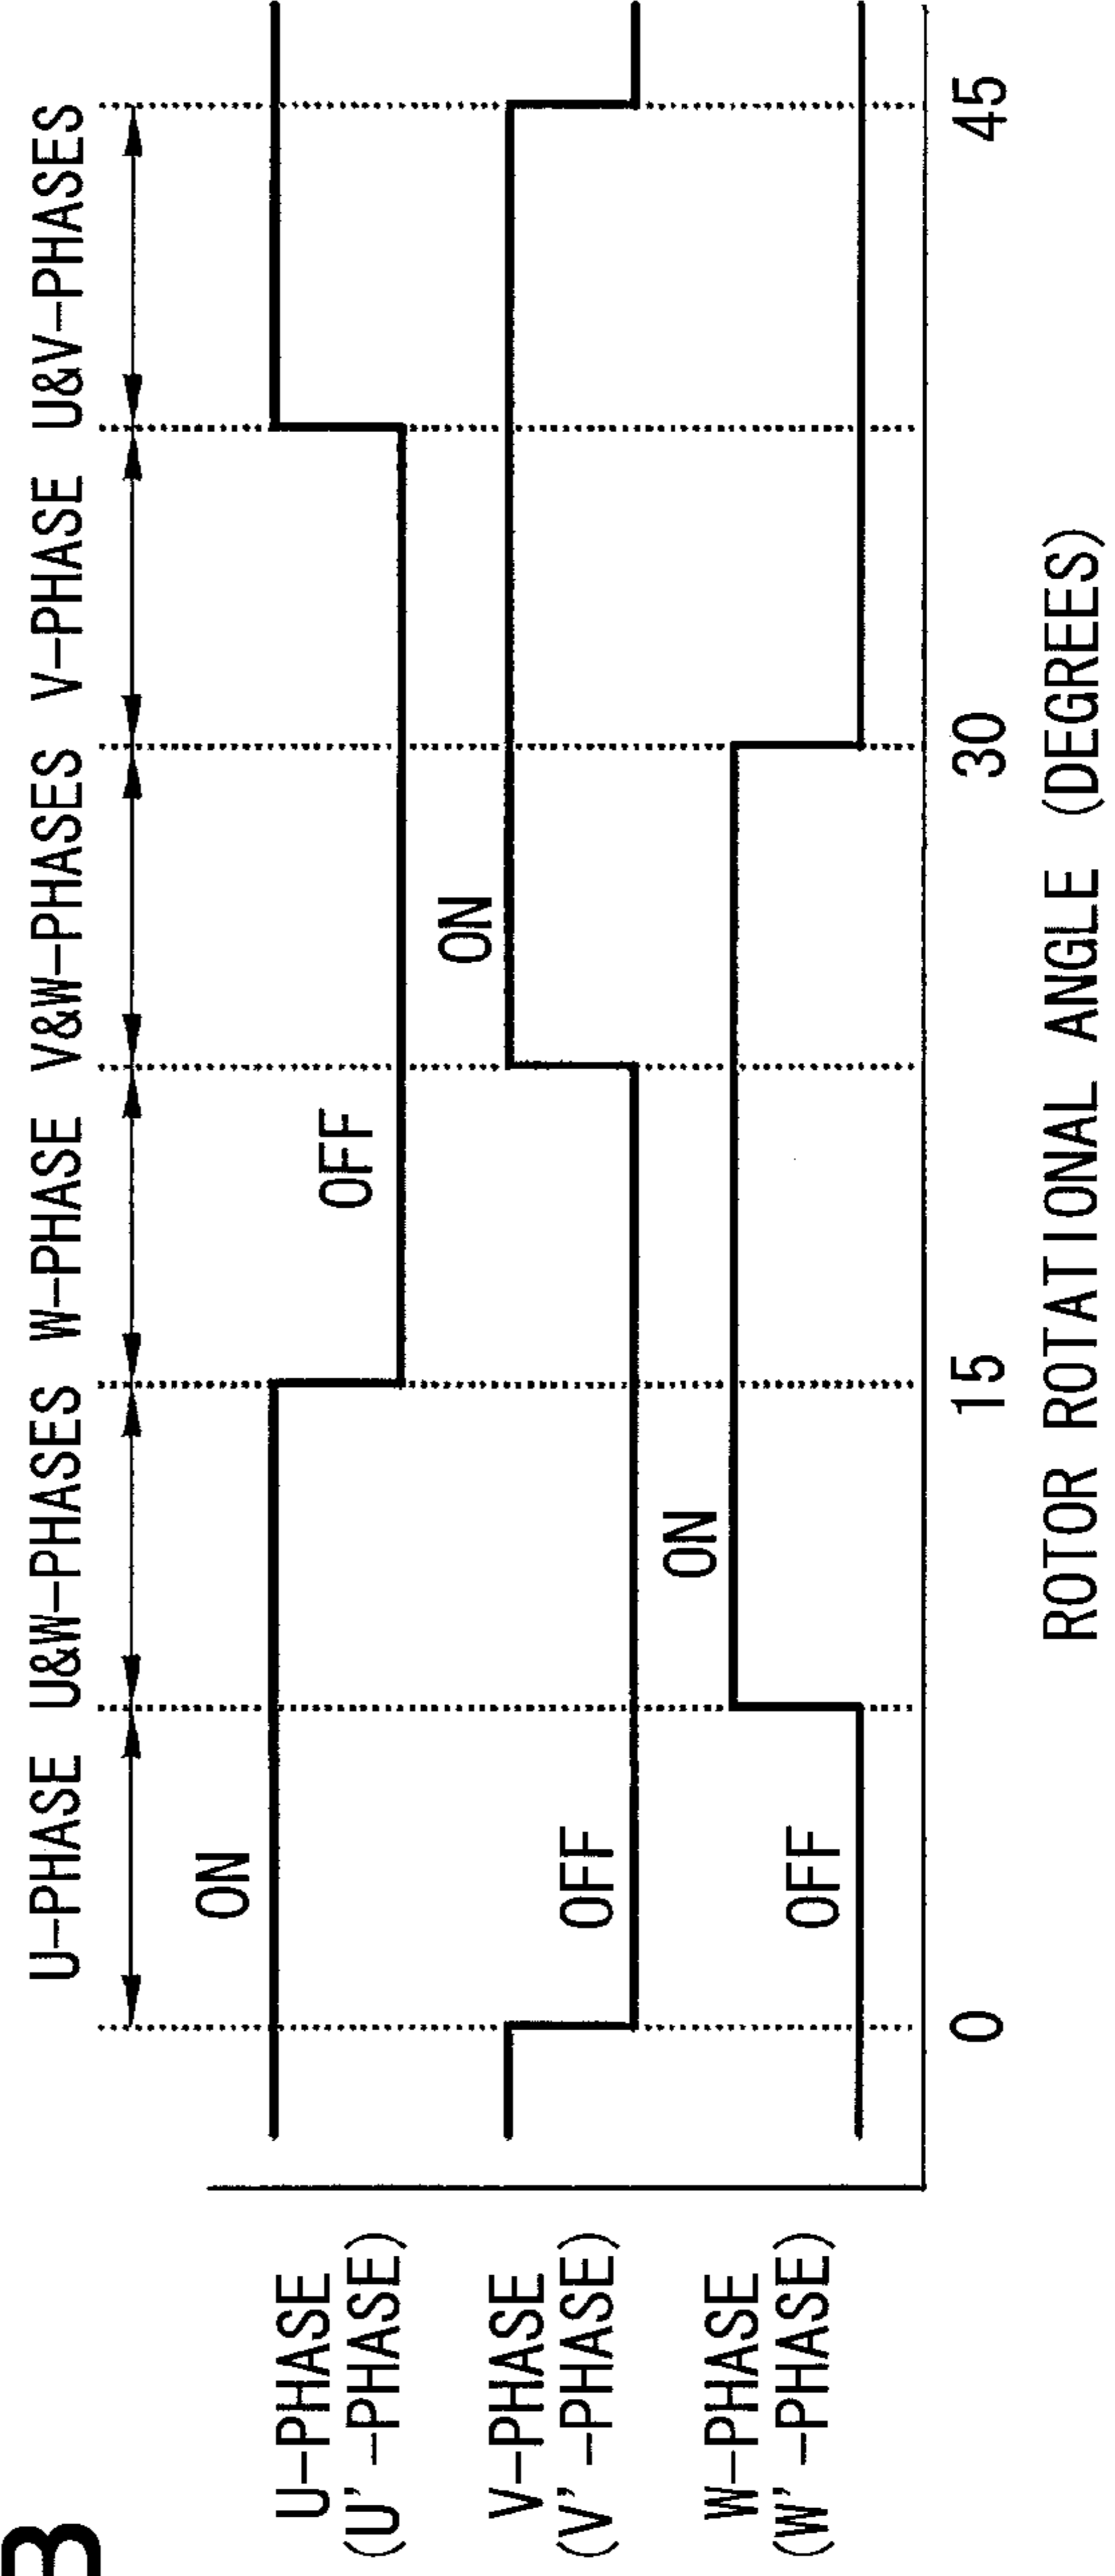 B
U-PHASE U&W-PHASES W-PHASE V&W-PHASES V-PHASE U&V-PHASES
U-PHASE
(U'-PHASE)
ON
OFF
V-PHASE
(V'-PHASE)
OFF
ON
W-PHASE
(W'-PHASE)
OFF
ON
0 15 30 45
ROTOR ROTATIONAL ANGLE (DEGREES)